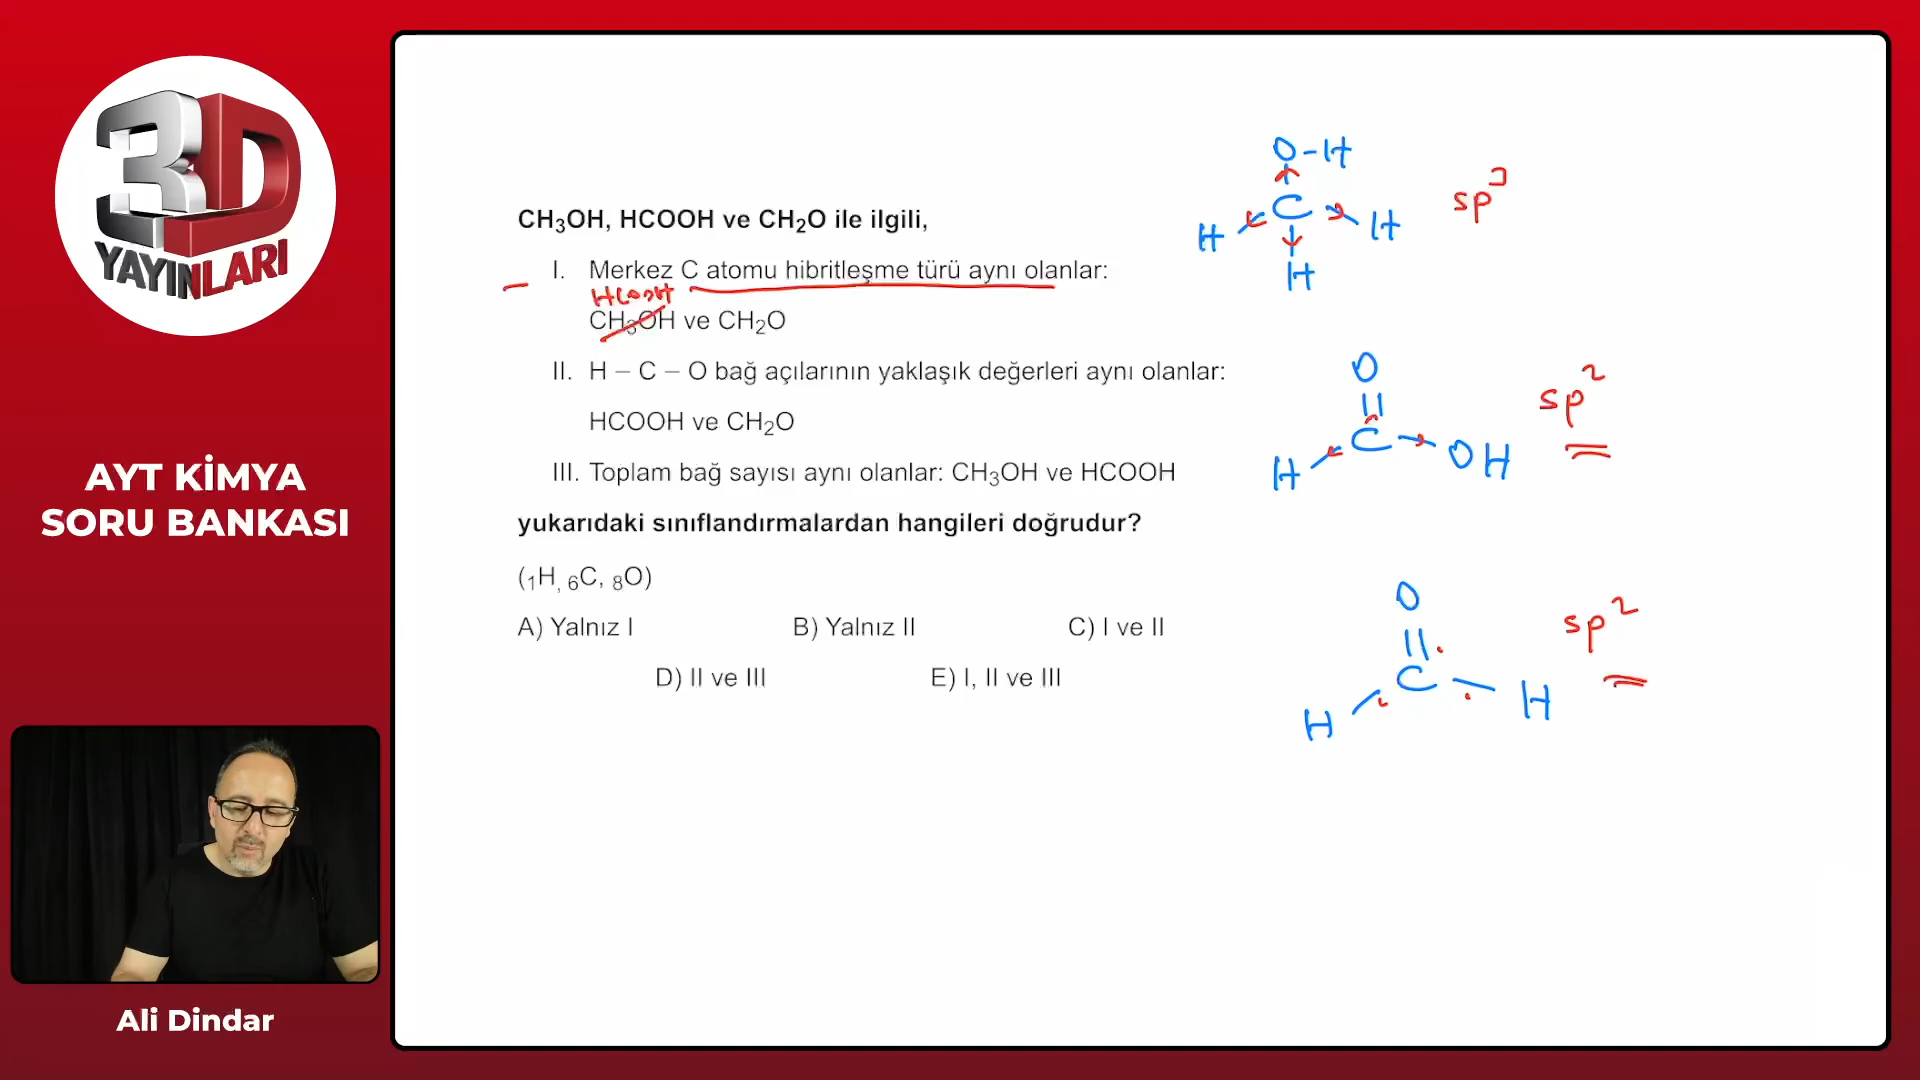 3D
YAYINLARI
AYT KİMYA
SORU BANKASI
Ali Dindar
CH₃OH, HCOOH ve CH₂O ile ilgili,
I. Merkez C atomu hibritleşme türü aynı olanlar:
HCOOH
CH₃OH ve CH₂O
II. H – C – O bağ açılarının yaklaşık değerleri aynı olanlar:
HCOOH ve CH₂O
III. Toplam bağ sayısı aynı olanlar: CH₃OH ve HCOOH
yukarıdaki sınıflandırmalardan hangileri doğrudur?
(₁H, ₆C, ₈O)
A) Yalnız I B) Yalnız II C) I ve II
D) II ve III E) I, II ve III
O-H
C
H H
H
sp³
O
C
H OH
sp²
O
C
H H
sp²